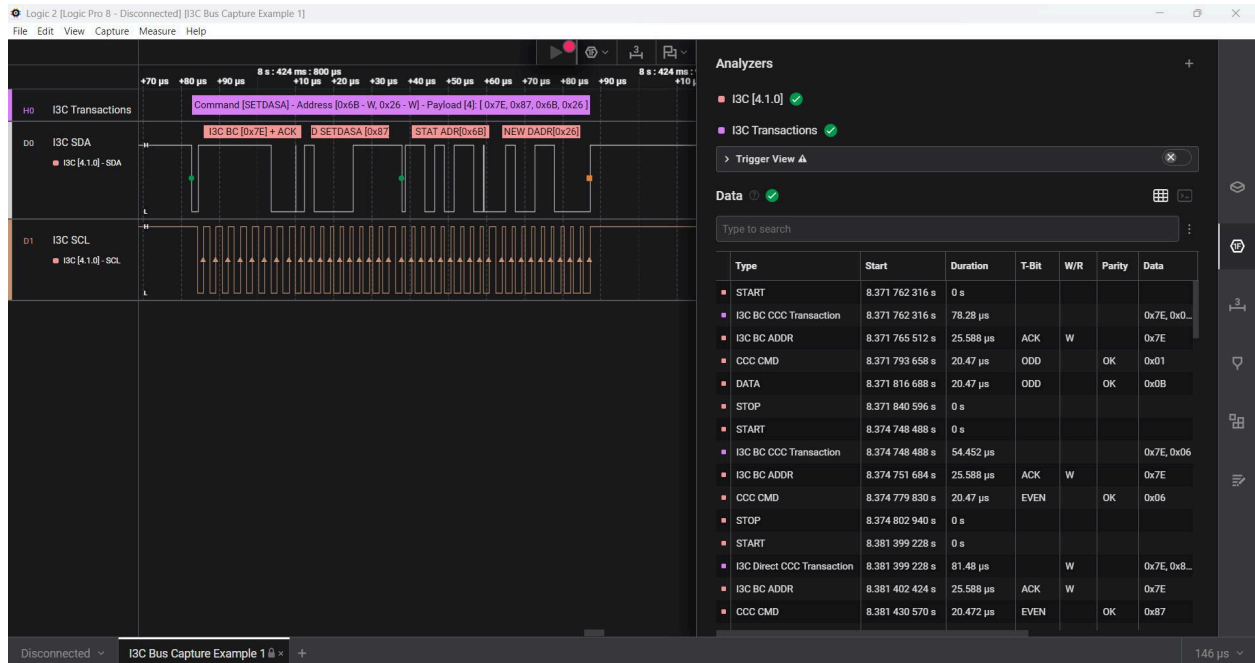 Logic 2 [Logic Pro 8 - Disconnected] [I3C Bus Capture Example 1]
File Edit View Capture Measure Help
8 s : 424 ms : 800 µs
8 s : 424 ms :
+70 µs +80 µs +90 µs +10 µs +20 µs +30 µs +40 µs +50 µs +60 µs +70 µs +80 µs +90 µs
H0 I3C Transactions
Command [SETDASA] - Address [0x6B - W, 0x26 - W] - Payload [4]: [ 0x7E, 0x87, 0x6B, 0x26 ]
I3C BC [0x7E] + ACK D SETDASA [0x87 STAT ADR[0x6B] NEW DADR[0x26]
D0 I3C SDA
H
I3C [4.1.0] - SDA
L
H
D1 I3C SCL
I3C [4.1.0] - SCL
L
Analyzers
I3C [4.1.0]
I3C Transactions
> Trigger View
Data
Type to search
Type Start Duration T-Bit W/R Parity Data
START 8.371 762 316 s 0 s
I3C BC CCC Transaction 8.371 762 316 s 78.28 µs 0x7E, 0x0...
I3C BC ADDR 8.371 765 512 s 25.588 µs ACK W 0x7E
CCC CMD 8.371 793 658 s 20.47 µs ODD OK 0x01
DATA 8.371 816 688 s 20.47 µs ODD OK 0x0B
STOP 8.371 840 596 s 0 s
START 8.374 748 488 s 0 s
I3C BC CCC Transaction 8.374 748 488 s 54.452 µs 0x7E, 0x06
I3C BC ADDR 8.374 751 684 s 25.588 µs ACK W 0x7E
CCC CMD 8.374 779 830 s 20.47 µs EVEN OK 0x06
STOP 8.374 802 940 s 0 s
START 8.381 399 228 s 0 s
I3C Direct CCC Transaction 8.381 399 228 s 81.48 µs W 0x7E, 0x8...
I3C BC ADDR 8.381 402 424 s 25.588 µs ACK W 0x7E
CCC CMD 8.381 430 570 s 20.472 µs EVEN OK 0x87
Disconnected
I3C Bus Capture Example 1
146 µs